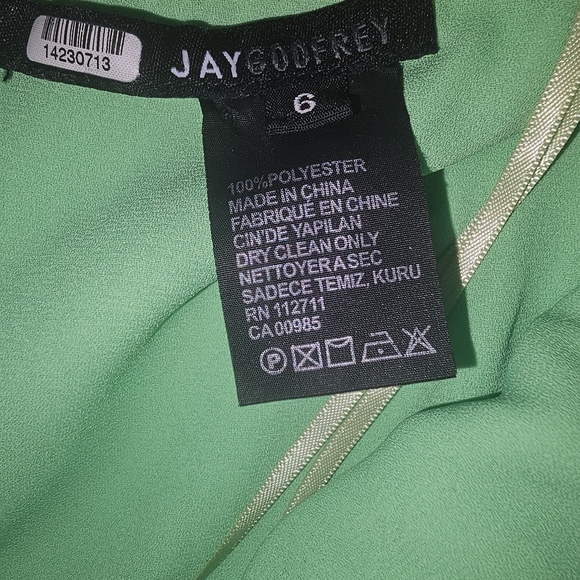 14230713
JAYGODFREY
6
100%POLYESTER
MADE IN CHINA
FABRIQUÉ EN CHINE
CIN'DE YAPILAN
DRY CLEAN ONLY
NETTOYER A SEC
SADECE TEMIZ, KURU
RN 112711
CA 00985
P